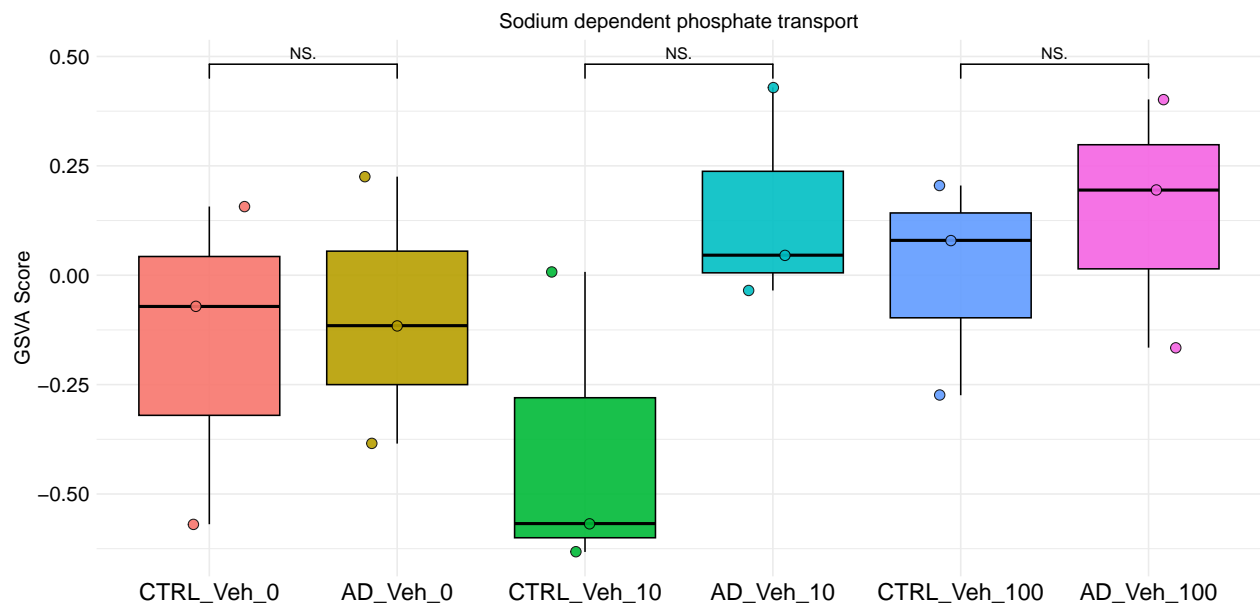 Sodium dependent phosphate transport
0.50
NS.
NS.
NS.
0.25
0.00
−0.25
−0.50
GSVA Score
CTRL_Veh_0
AD_Veh_0
CTRL_Veh_10
AD_Veh_10
CTRL_Veh_100
AD_Veh_100